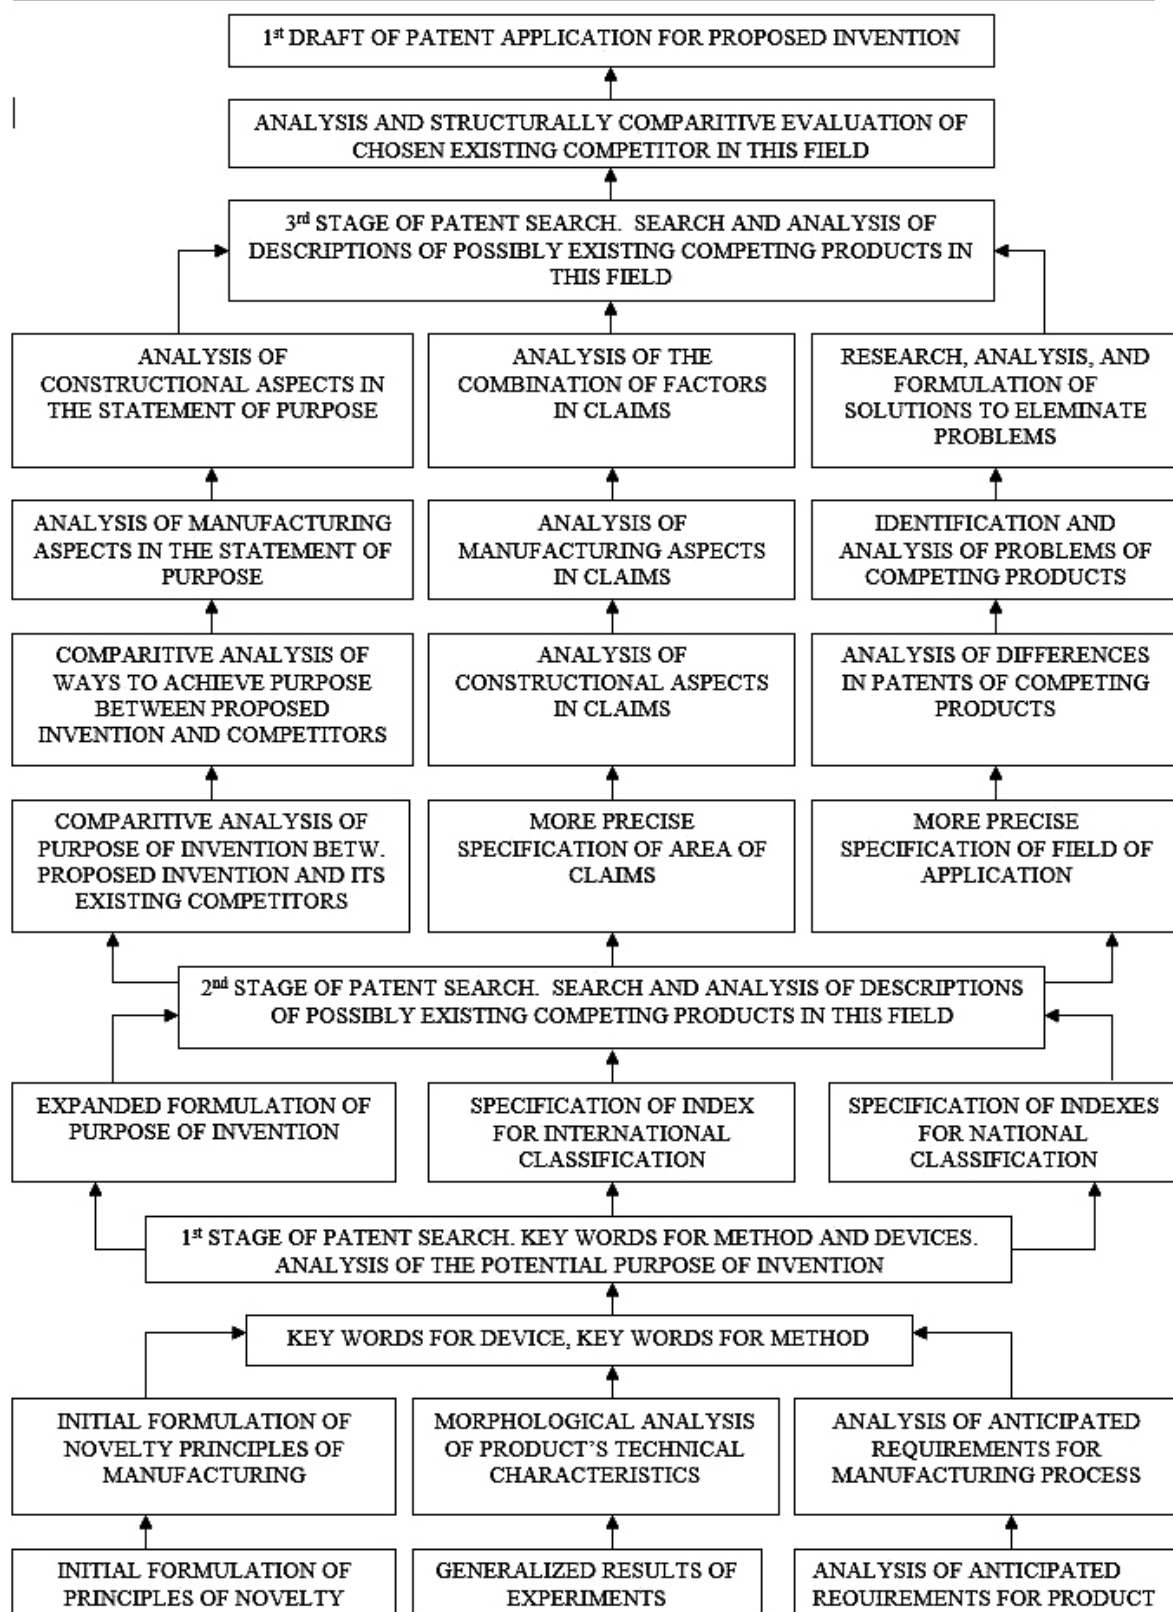 1st DRAFT OF PATENT APPLICATION FOR PROPOSED INVENTION
ANALYSIS AND STRUCTURALLY COMPARITIVE EVALUATION OF
CHOSEN EXISTING COMPETITOR IN THIS FIELD
3rd STAGE OF PATENT SEARCH. SEARCH AND ANALYSIS OF
DESCRIPTIONS OF POSSIBLY EXISTING COMPETING PRODUCTS IN
THIS FIELD
ANALYSIS OF
CONSTRUCTIONAL ASPECTS IN
THE STATEMENT OF PURPOSE
ANALYSIS OF THE
COMBINATION OF FACTORS
IN CLAIMS
RESEARCH, ANALYSIS, AND
FORMULATION OF
SOLUTIONS TO ELEMINATE
PROBLEMS
ANALYSIS OF MANUFACTURING
ASPECTS IN THE STATEMENT OF
PURPOSE
ANALYSIS OF
MANUFACTURING ASPECTS
IN CLAIMS
IDENTIFICATION AND
ANALYSIS OF PROBLEMS OF
COMPETING PRODUCTS
COMPARITIVE ANALYSIS OF
WAYS TO ACHIEVE PURPOSE
BETWEEN PROPOSED
INVENTION AND COMPETITORS
ANALYSIS OF
CONSTRUCTIONAL ASPECTS
IN CLAIMS
ANALYSIS OF DIFFERENCES
IN PATENTS OF COMPETING
PRODUCTS
COMPARITIVE ANALYSIS OF
PURPOSE OF INVENTION BETW.
PROPOSED INVENTION AND ITS
EXISTING COMPETITORS
MORE PRECISE
SPECIFICATION OF AREA OF
CLAIMS
MORE PRECISE
SPECIFICATION OF FIELD OF
APPLICATION
2nd STAGE OF PATENT SEARCH. SEARCH AND ANALYSIS OF DESCRIPTIONS
OF POSSIBLY EXISTING COMPETING PRODUCTS IN THIS FIELD
EXPANDED FORMULATION OF
PURPOSE OF INVENTION
SPECIFICATION OF INDEX
FOR INTERNATIONAL
CLASSIFICATION
SPECIFICATION OF INDEXES
FOR NATIONAL
CLASSIFICATION
1st STAGE OF PATENT SEARCH. KEY WORDS FOR METHOD AND DEVICES.
ANALYSIS OF THE POTENTIAL PURPOSE OF INVENTION
KEY WORDS FOR DEVICE, KEY WORDS FOR METHOD
INITIAL FORMULATION OF
NOVELTY PRINCIPLES OF
MANUFACTURING
MORPHOLOGICAL ANALYSIS
OF PRODUCT'S TECHNICAL
CHARACTERISTICS
ANALYSIS OF ANTICIPATED
REQUIREMENTS FOR
MANUFACTURING PROCESS
INITIAL FORMULATION OF
PRINCIPLES OF NOVELTY
GENERALIZED RESULTS OF
EXPERIMENTS
ANALYSIS OF ANTICIPATED
REQUIREMENTS FOR PRODUCT